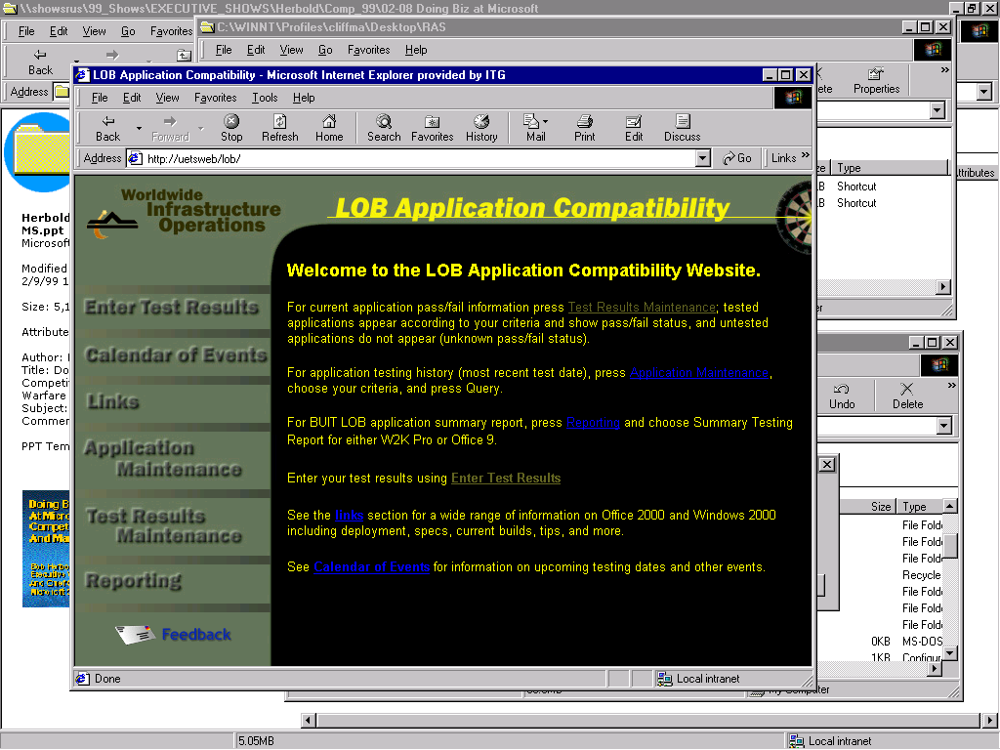 \\showsrus\99_Shows\EXECUTIVE_SHOWS\Herbold\Comp_99\02-08 Doing Biz at Microsoft
File Edit View Go Favorites
Back
Address
C:\WINNT\Profiles\cliffma\Desktop\RAS
File Edit View Go Favorites Help
Properties
Type
Shortcut
Shortcut
ttributes
Herbold
MS.ppt
Microsoft
Modified
2/9/99 1
Size: 5,1
Attribute
Author:
Title: Do
Competi
Warfare
Subject:
Commen
PPT Tem
Doing B
At Micro
Compet
And Ma
LOB Application Compatibility - Microsoft Internet Explorer provided by ITG
File Edit View Favorites Tools Help
Back Forward Stop Refresh Home Search Favorites History Mail Print Edit Discuss
Address http://uetsweb/lob/ Go Links »
Worldwide
Infrastructure
Operations
LOB Application Compatibility
Enter Test Results
Calendar of Events
Links
Application
Maintenance
Test Results
Maintenance
Reporting
Feedback
Welcome to the LOB Application Compatibility Website.
For current application pass/fail information press Test Results Maintenance; tested
applications appear according to your criteria and show pass/fail status, and untested
applications do not appear (unknown pass/fail status).
For application testing history (most recent test date), press Application Maintenance,
choose your criteria, and press Query.
For BUIT LOB application summary report, press Reporting and choose Summary Testing
Report for either W2K Pro or Office 9.
Enter your test results using Enter Test Results
See the links section for a wide range of information on Office 2000 and Windows 2000
including deployment, specs, current builds, tips, and more.
See Calendar of Events for information on upcoming testing dates and other events.
Done Local intranet
Undo Delete
Size Type
File Fold
File Fold
File Fold
Recycle
File Fold
File Fold
File Fold
0KB MS-DOS
1KB Configur
My Computer
5.05MB Local intranet